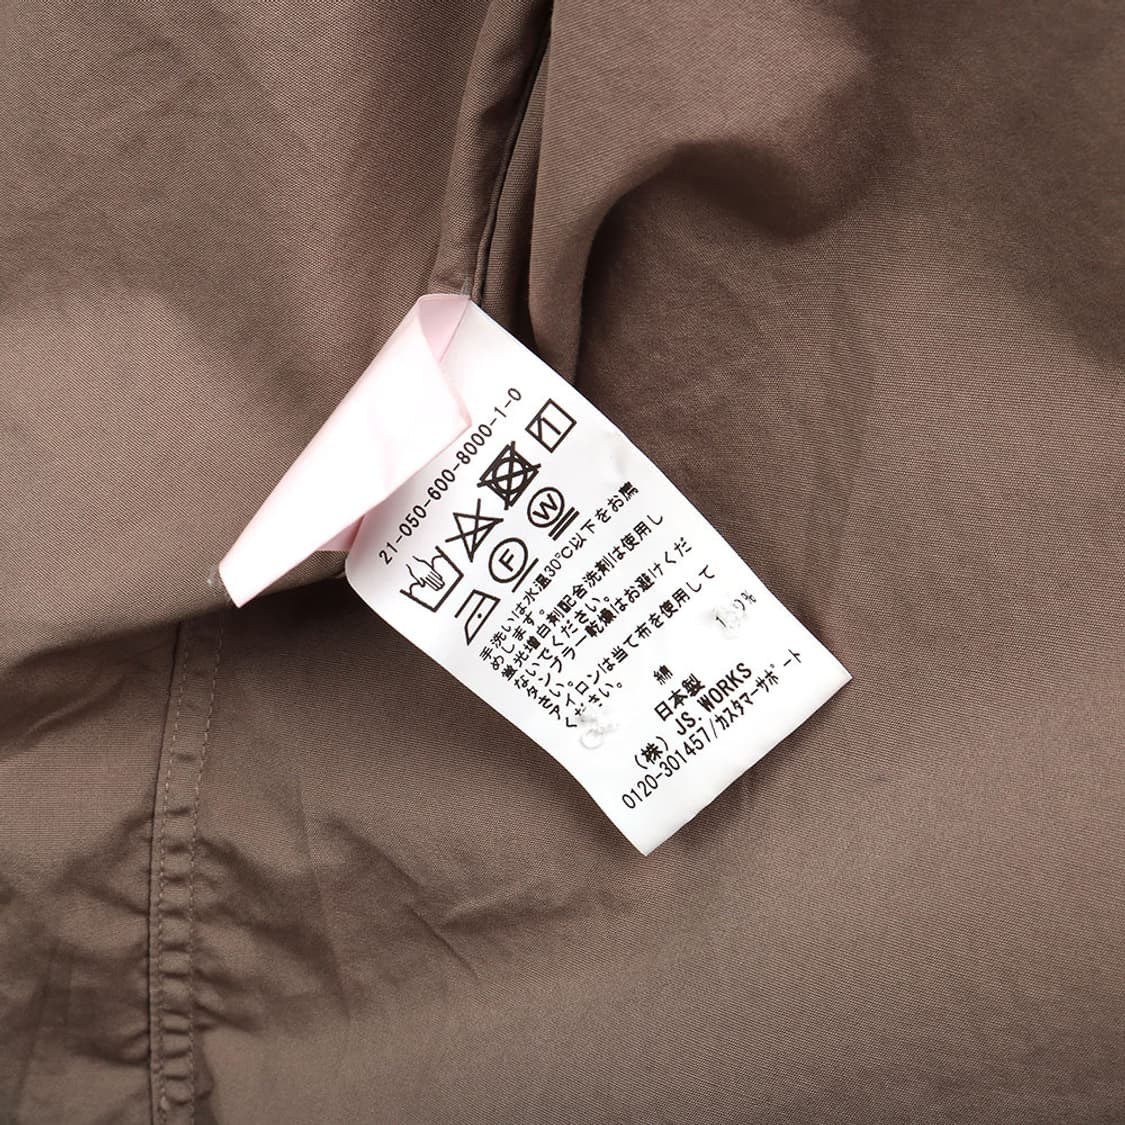 21-050-600-8000-1-0
F W
手洗いは水温30℃以下をお薦
めします。
蛍光増白剤配合洗剤は使用し
ないでください。
タンブラー乾燥はお避けくだ
さい。
アイロンは当て布を使用して
ください。
綿
日本製
(株) JS. WORKS
0120-301457/カスタマーサポート